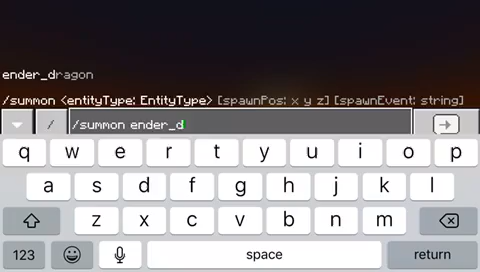 ender_dragon
/summon <entityType: EntityType> [spawnPos: x y z] [spawnEvent: string]
/ /summon ender_d
q w e r t y u i o p
a s d f g h j k l
z x c v b n m
123 space return